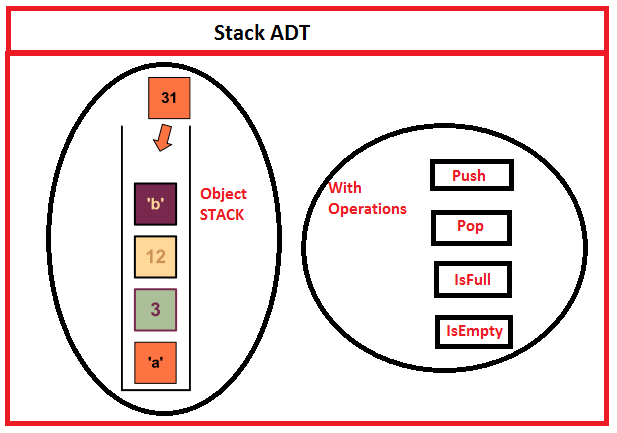 Stack ADT
31
'b'
12
3
'a'
Object
STACK
With
Operations
Push
Pop
IsFull
IsEmpty